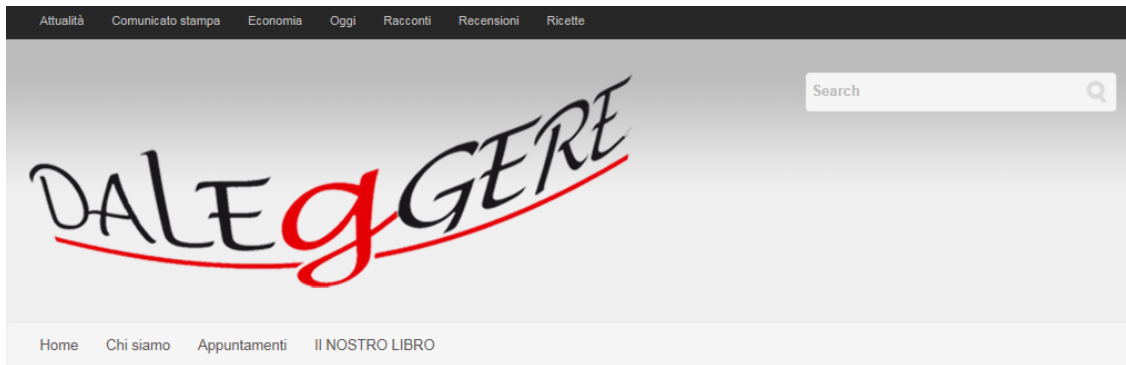 Attualità Comunicato stampa Economia Oggi Racconti Recensioni Ricette
Search
DALEgGERE
Home Chi siamo Appuntamenti Il NOSTRO LIBRO